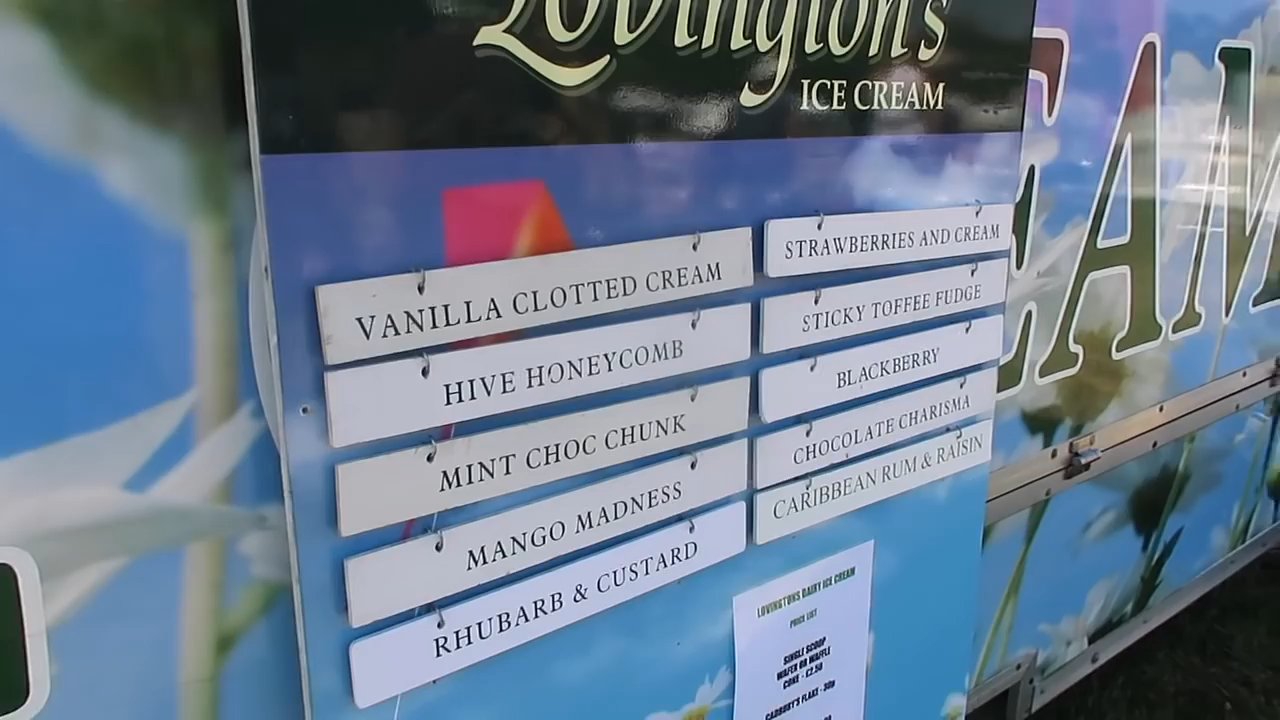 Lovington's
ICE CREAM
EAM
VANILLA CLOTTED CREAM
HIVE HONEYCOMB
MINT CHOC CHUNK
MANGO MADNESS
RHUBARB & CUSTARD
STRAWBERRIES AND CREAM
STICKY TOFFEE FUDGE
BLACKBERRY
CHOCOLATE CHARISMA
CARIBBEAN RUM & RAISIN
LOVINGTONS DAIRY ICE CREAM
PRICE LIST
SINGLE SCOOP
WAFER OR WAFFLE
CONE - £2.50
CADBURY'S FLAKE - 30p